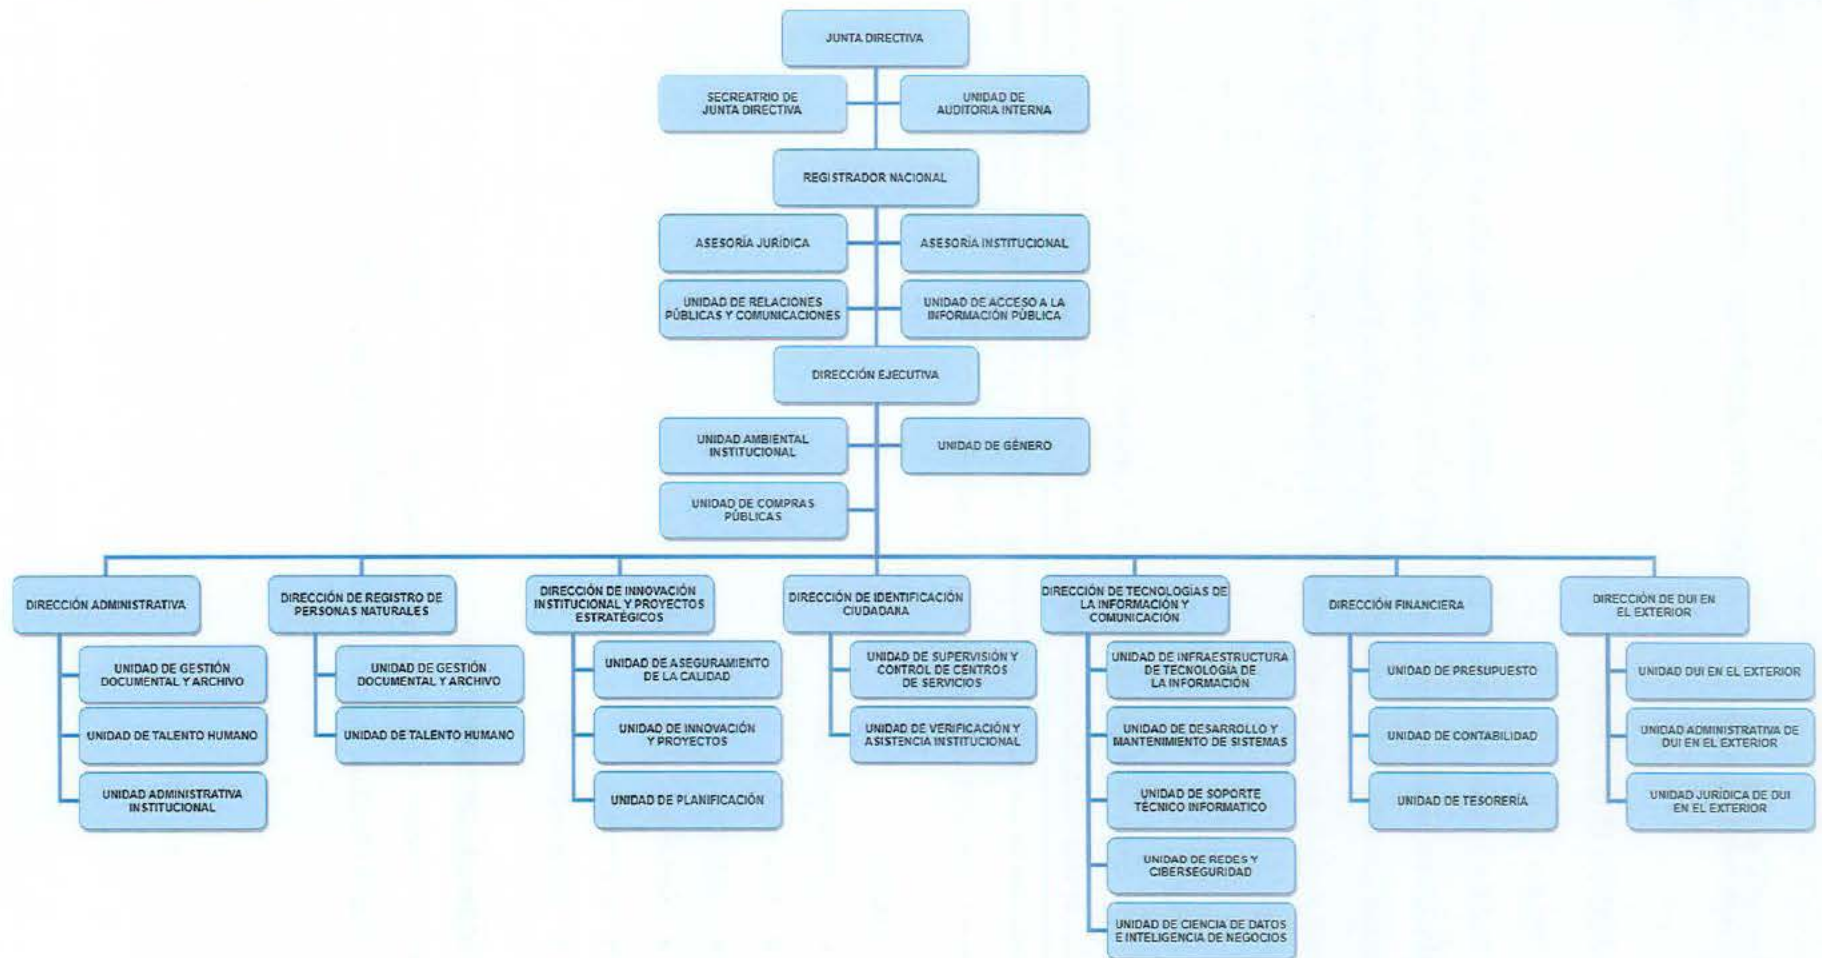 JUNTA DIRECTIVA
SECREATRIO DE
JUNTA DIRECTIVA
UNIDAD DE
AUDITORIA INTERNA
REGISTRADOR NACIONAL
ASESORÍA JURÍDICA
ASESORÍA INSTITUCIONAL
UNIDAD DE RELACIONES
PÚBLICAS Y COMUNICACIONES
UNIDAD DE ACCESO A LA
INFORMACIÓN PÚBLICA
DIRECCIÓN EJECUTIVA
UNIDAD AMBIENTAL
INSTITUCIONAL
UNIDAD DE GÉNERO
UNIDAD DE COMPRAS
PÚBLICAS
DIRECCIÓN ADMINISTRATIVA
UNIDAD DE GESTIÓN
DOCUMENTAL Y ARCHIVO
UNIDAD DE TALENTO HUMANO
UNIDAD ADMINISTRATIVA
INSTITUCIONAL
DIRECCIÓN DE REGISTRO DE
PERSONAS NATURALES
UNIDAD DE GESTIÓN
DOCUMENTAL Y ARCHIVO
UNIDAD DE TALENTO HUMANO
DIRECCIÓN DE INNOVACIÓN
INSTITUCIONAL Y PROYECTOS
ESTRATÉGICOS
UNIDAD DE ASEGURAMIENTO
DE LA CALIDAD
UNIDAD DE INNOVACIÓN
Y PROYECTOS
UNIDAD DE PLANIFICACIÓN
DIRECCIÓN DE IDENTIFICACIÓN
CIUDADANA
UNIDAD DE SUPERVISIÓN Y
CONTROL DE CENTROS
DE SERVICIOS
UNIDAD DE VERIFICACIÓN Y
ASISTENCIA INSTITUCIONAL
DIRECCIÓN DE TECNOLOGÍAS DE
LA INFORMACIÓN Y
COMUNICACIÓN
UNIDAD DE INFRAESTRUCTURA
DE TECNOLOGÍA DE
LA INFORMACIÓN
UNIDAD DE DESARROLLO Y
MANTENIMIENTO DE SISTEMAS
UNIDAD DE SOPORTE
TÉCNICO INFORMATICO
UNIDAD DE REDES Y
CIBERSEGURIDAD
UNIDAD DE CIENCIA DE DATOS
E INTELIGENCIA DE NEGOCIOS
DIRECCIÓN FINANCIERA
UNIDAD DE PRESUPUESTO
UNIDAD DE CONTABILIDAD
UNIDAD DE TESORERÍA
DIRECCIÓN DE DUI EN
EL EXTERIOR
UNIDAD DUI EN EL EXTERIOR
UNIDAD ADMINISTRATIVA DE
DUI EN EL EXTERIOR
UNIDAD JURÍDICA DE DUI
EN EL EXTERIOR